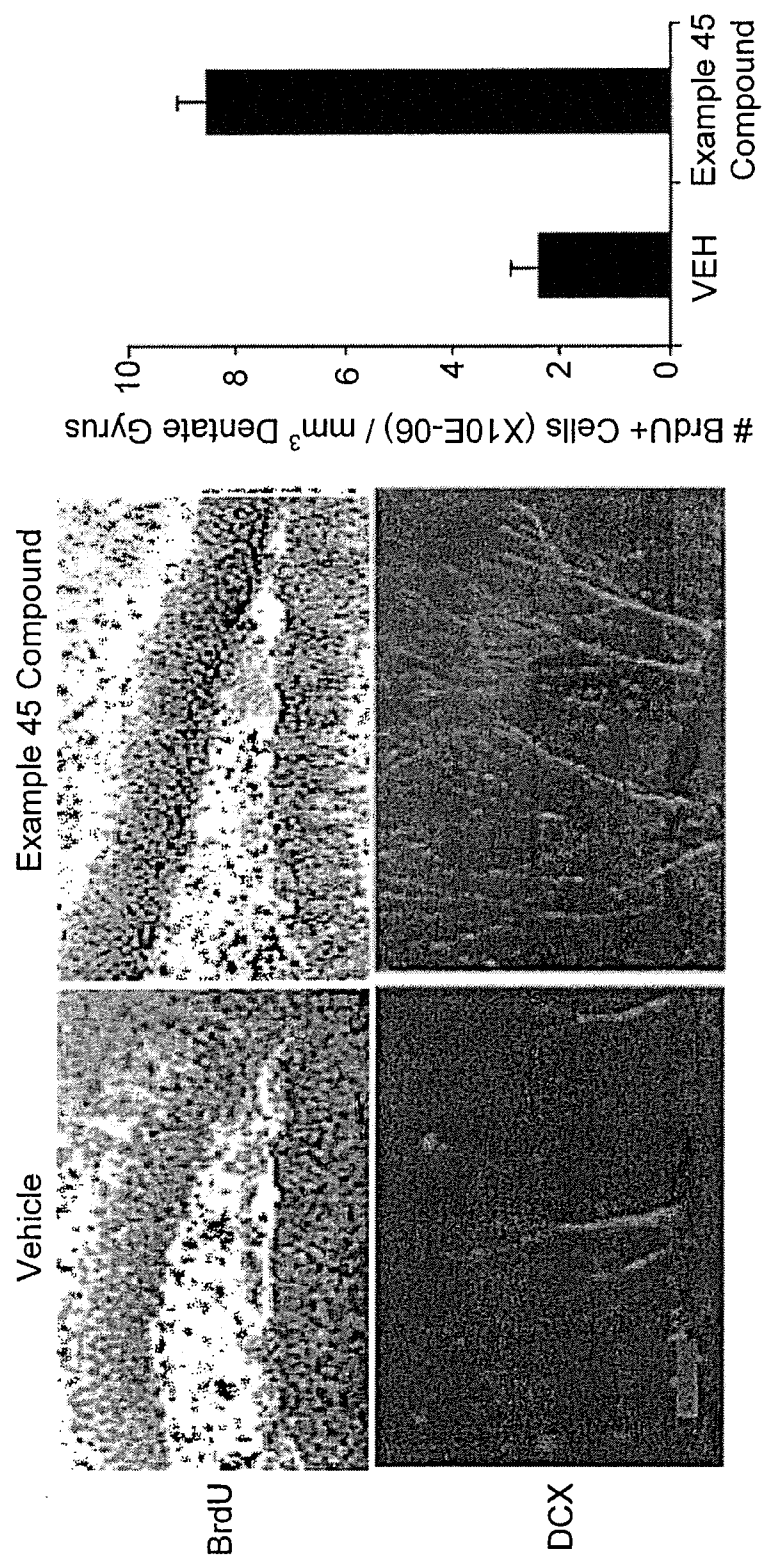 Vehicle
Example 45 Compound
BrdU
DCX
# BrdU+ Cells (X10E-06) / mm³ Dentate Gyrus
10
8
6
4
2
0
VEH
Example 45
Compound